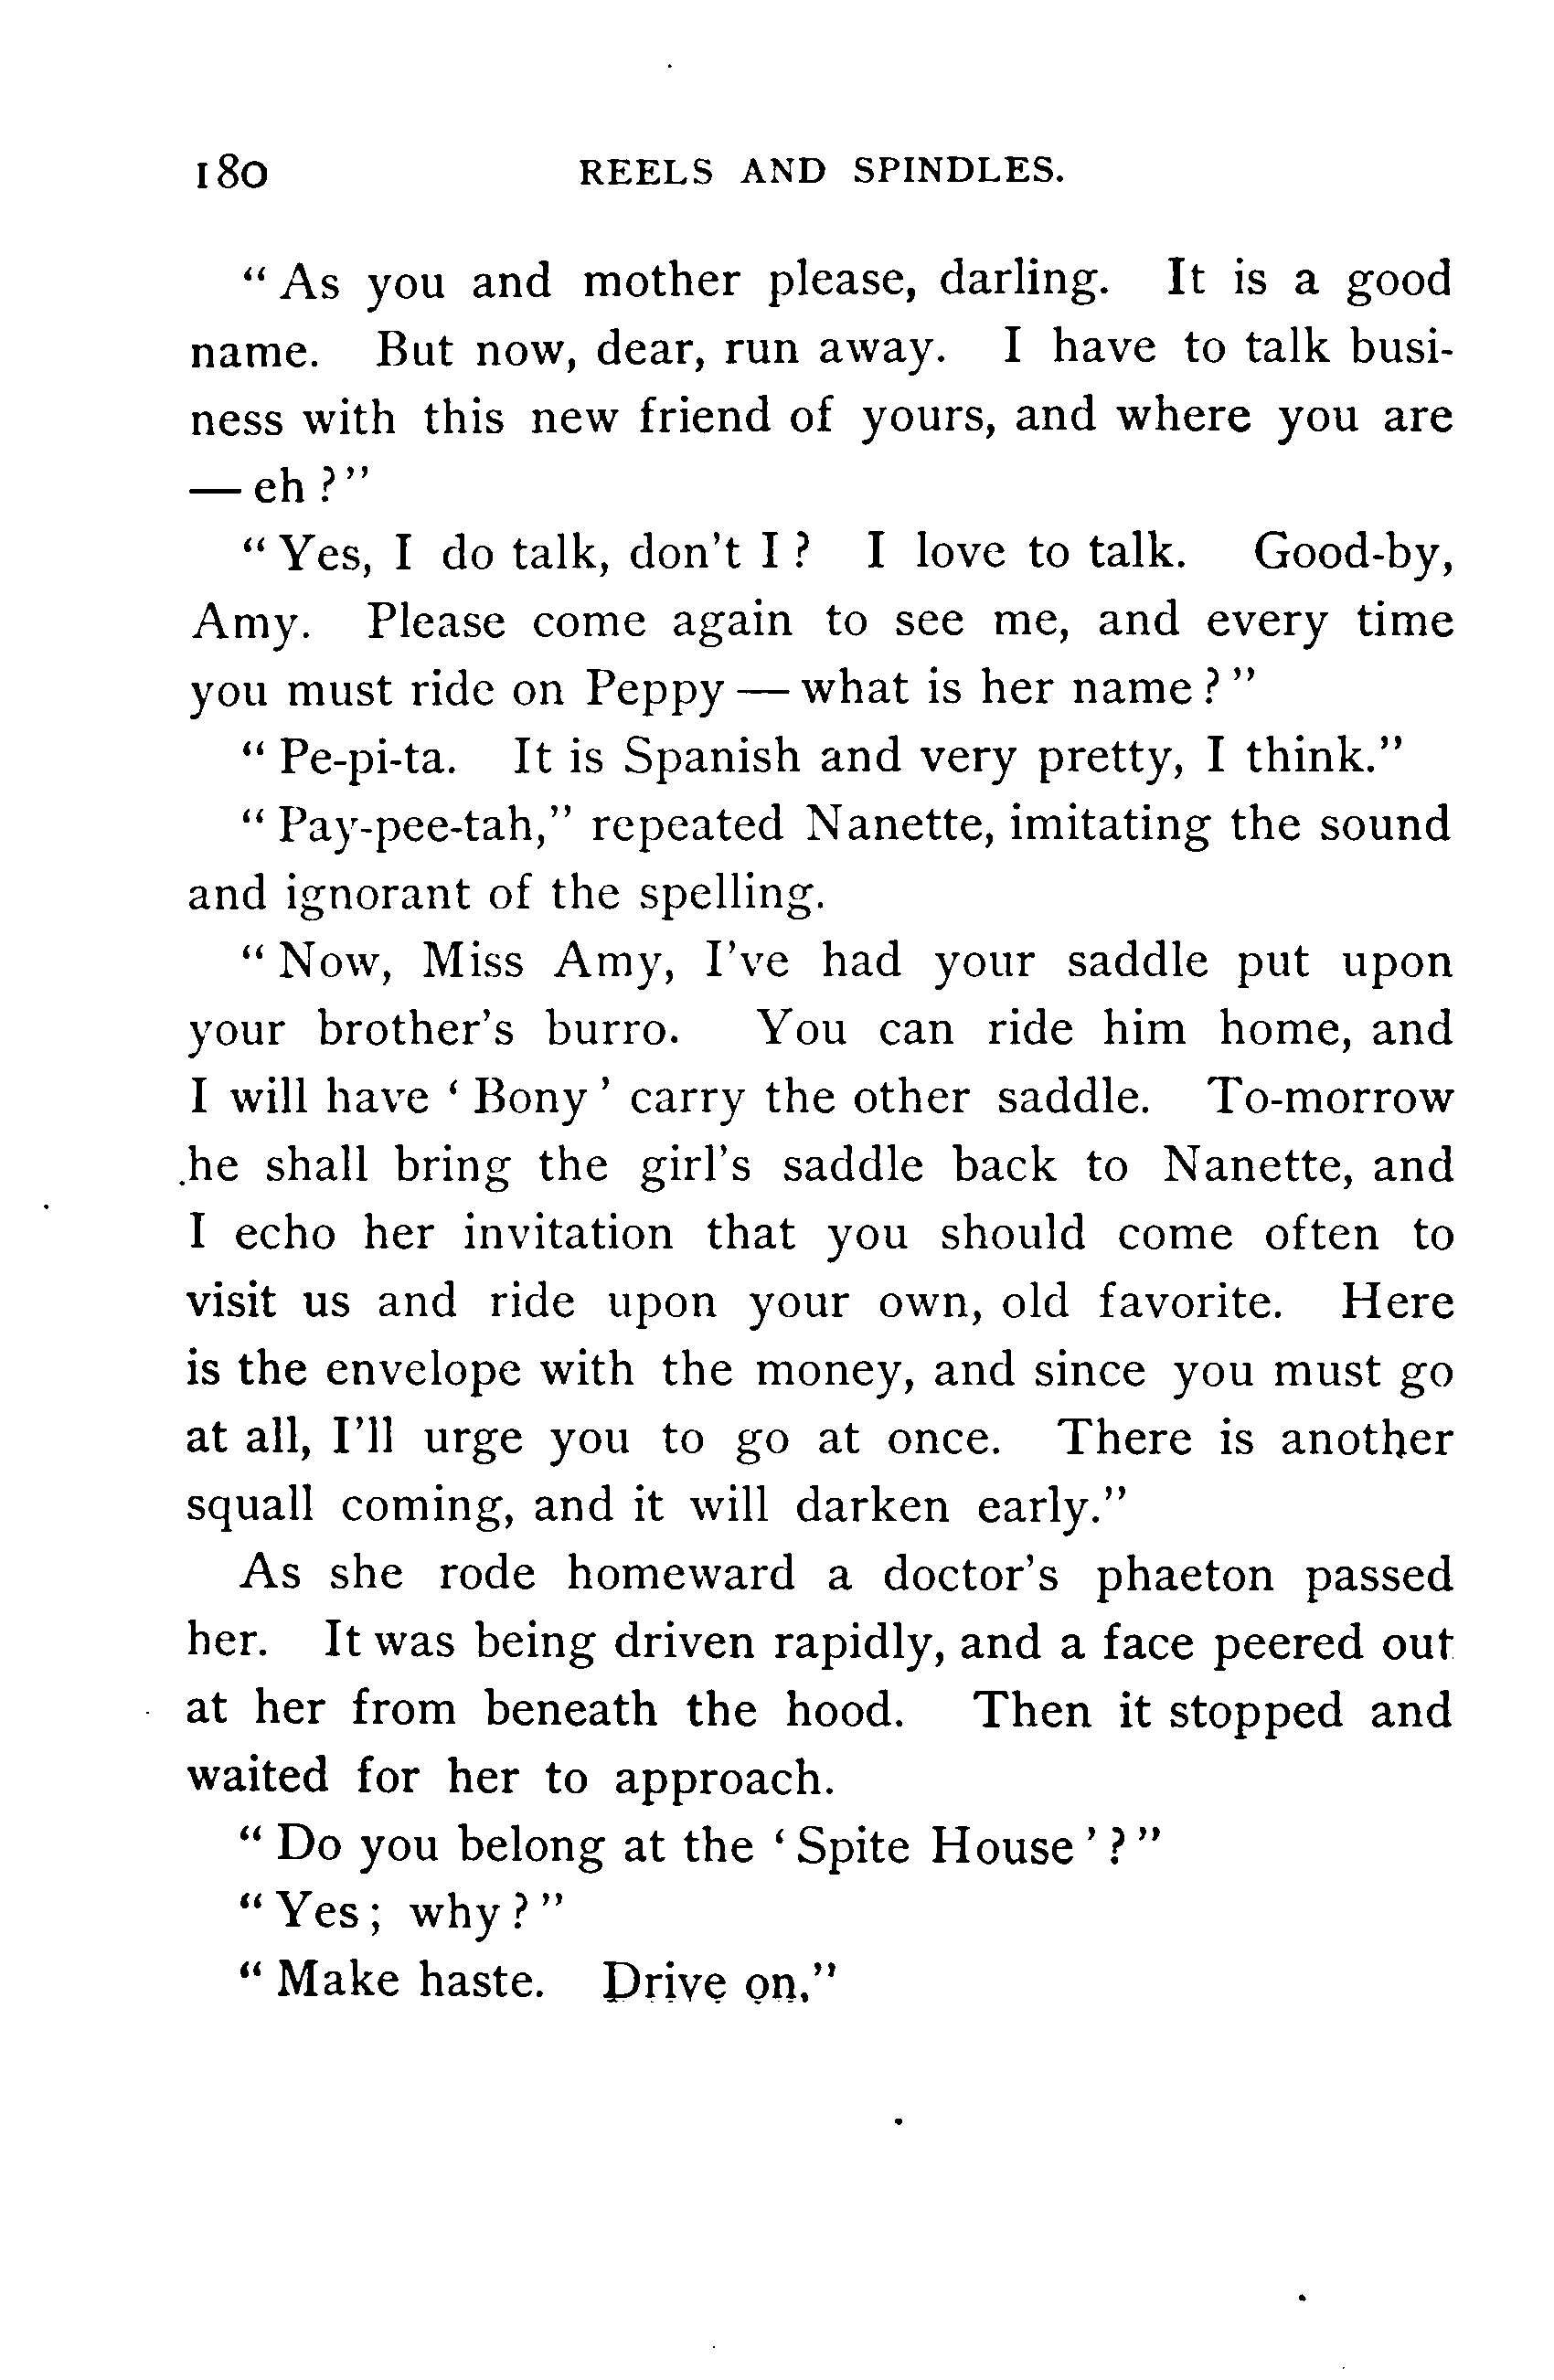 180 REELS AND SPINDLES.
“As you and mother please, darling. It is a good
name. But now, dear, run away. I have to talk busi-
ness with this new friend of yours, and where you are
— eh?”
“Yes, I do talk, don’t I? I love to talk. Good-by,
Amy. Please come again to see me, and every time
you must ride on Peppy — what is her name?”
“Pe-pi-ta. It is Spanish and very pretty, I think.”
“Pay-pee-tah,” repeated Nanette, imitating the sound
and ignorant of the spelling.
“Now, Miss Amy, I’ve had your saddle put upon
your brother’s burro. You can ride him home, and
I will have ‘Bony’ carry the other saddle. To-morrow
he shall bring the girl’s saddle back to Nanette, and
I echo her invitation that you should come often to
visit us and ride upon your own, old favorite. Here
is the envelope with the money, and since you must go
at all, I’ll urge you to go at once. There is another
squall coming, and it will darken early.”
As she rode homeward a doctor’s phaeton passed
her. It was being driven rapidly, and a face peered out
at her from beneath the hood. Then it stopped and
waited for her to approach.
“Do you belong at the ‘Spite House’?”
“Yes; why?”
“Make haste. Drive on.”